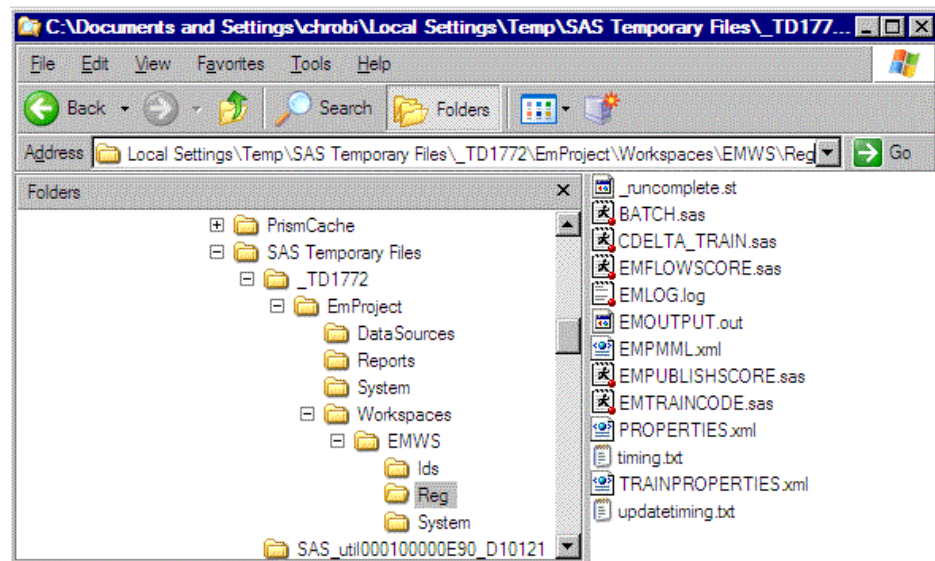 C:\Documents and Settings\chrobi\Local Settings\Temp\SAS Temporary Files\_TD177...
File Edit View Favorites Tools Help
Back Search Folders
Address Local Settings\Temp\SAS Temporary Files\_TD1772\EmProject\Workspaces\EMWS\Reg Go
Folders
PrismCache
SAS Temporary Files
_TD1772
EmProject
DataSources
Reports
System
Workspaces
EMWS
Ids
Reg
System
SAS_util000100000E90_D10121
_runcomplete.st
BATCH.sas
CDELTA_TRAIN.sas
EMFLOWSCORE.sas
EMLOG.log
EMOUTPUT.out
EMPMML.xml
EMPUBLISHSCORE.sas
EMTRAINCODE.sas
PROPERTIES.xml
timing.txt
TRAINPROPERTIES.xml
updatetiming.txt